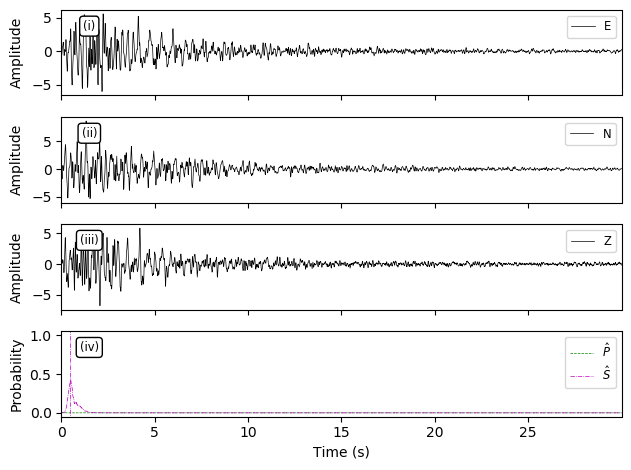 Amplitude
5
0
−5
(i)
E
Amplitude
5
0
−5
(ii)
N
Amplitude
5
0
−5
(iii)
Z
Probability
1.0
0.5
0.0
(iv)
P̂
Ŝ
0 5 10 15 20 25
Time (s)